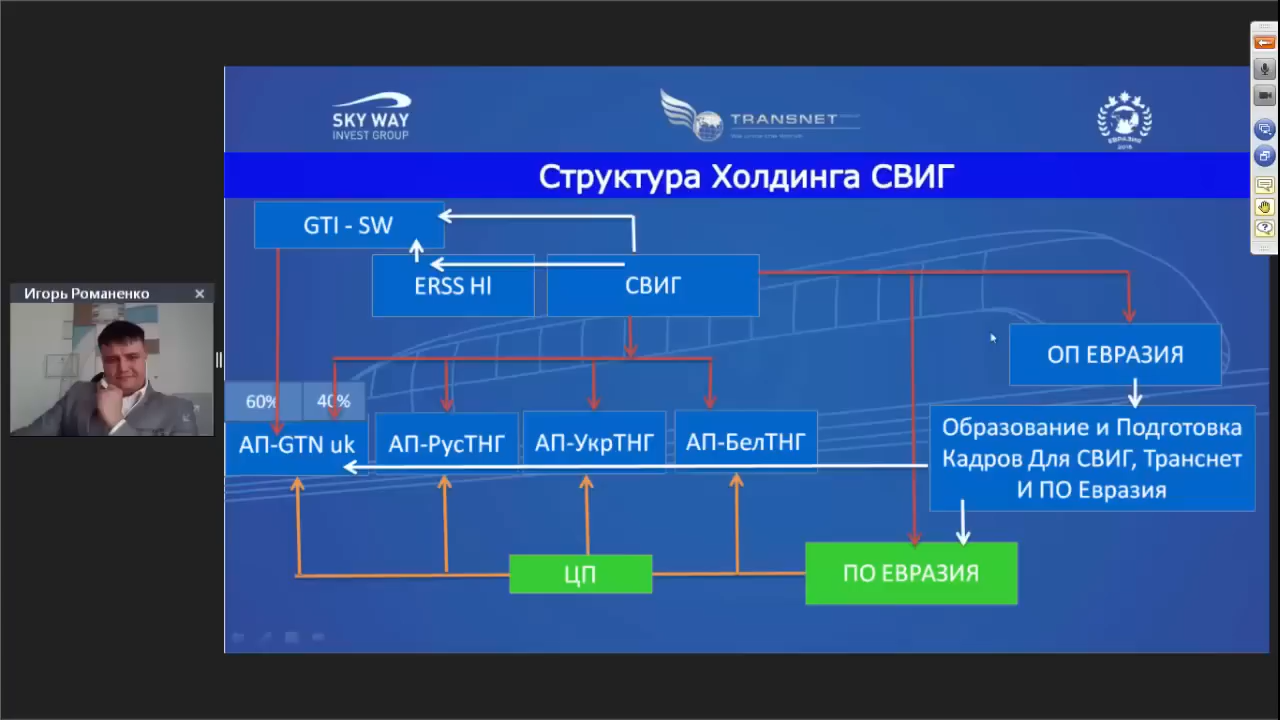 SKY WAY
INVEST GROUP
TRANSNET
ЕВРАЗИЯ
Структура Холдинга СВИГ
GTI - SW
ERSS Hl
СВИГ
Игорь Романенко
ОП ЕВРАЗИЯ
60%
40%
АП-GTN uk
АП-РусТНГ
АП-УкрТНГ
АП-БелТНГ
Образование и Подготовка
Кадров Для СВИГ, Транснет
И ПО Евразия
ЦП
ПО ЕВРАЗИЯ